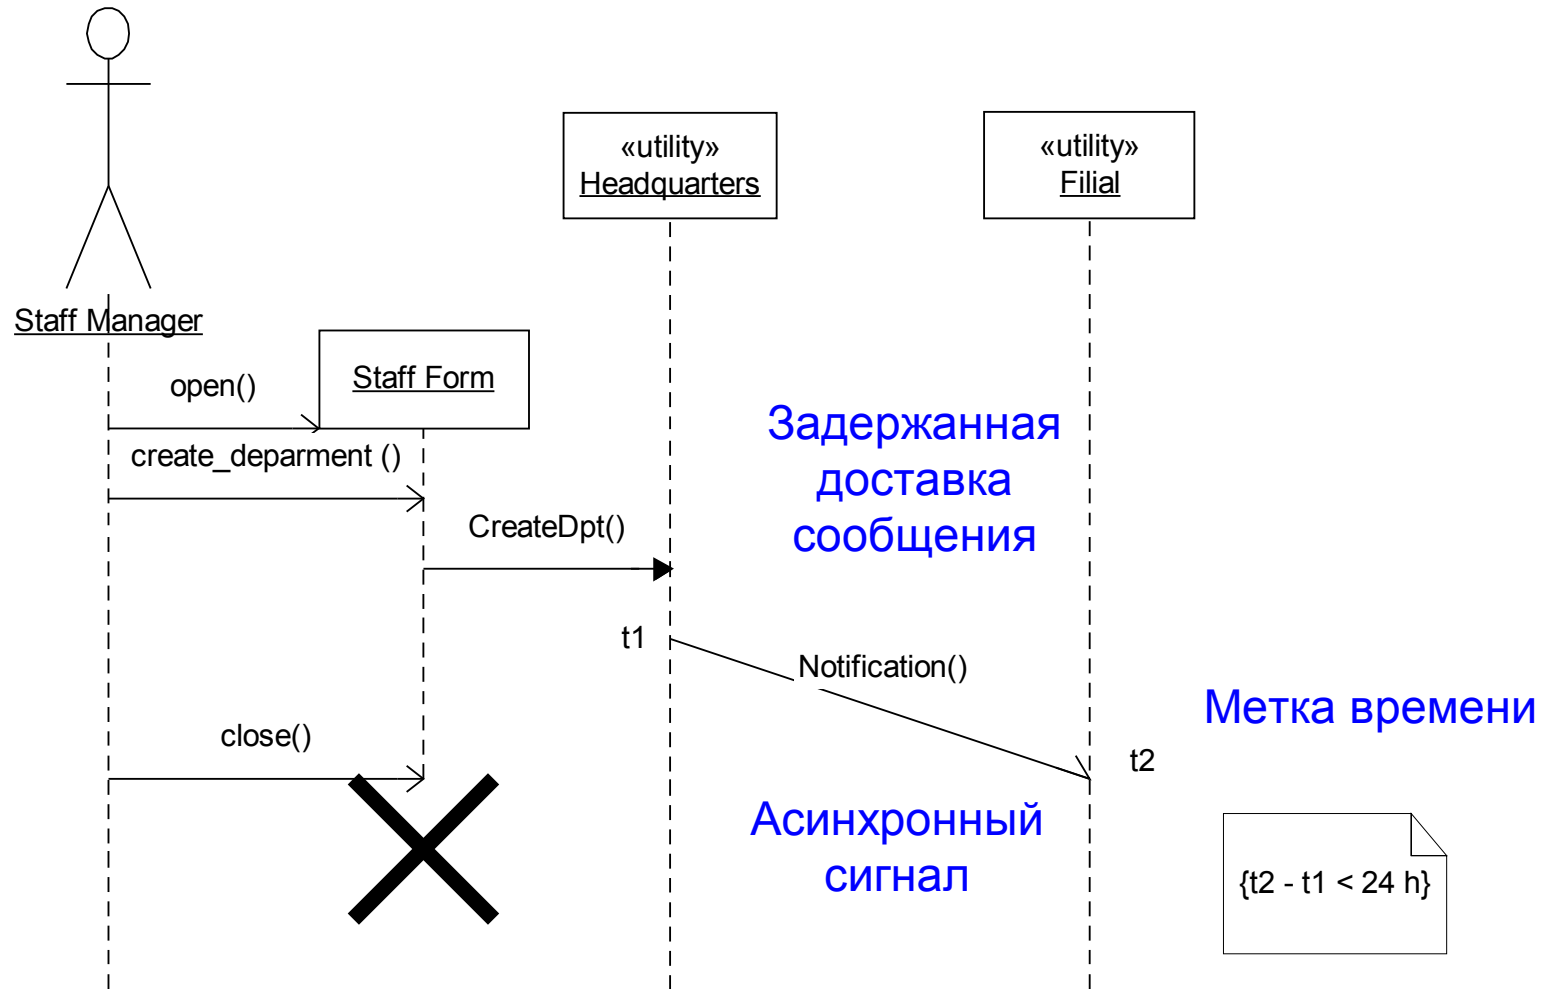 «utility»
Headquarters
«utility»
Filial
Staff Manager
Staff Form
open()
create_deparment ()
CreateDpt()
Задержанная
доставка
сообщения
t1
Notification()
Метка времени
close()
t2
Асинхронный
сигнал
{t2 - t1 < 24 h}